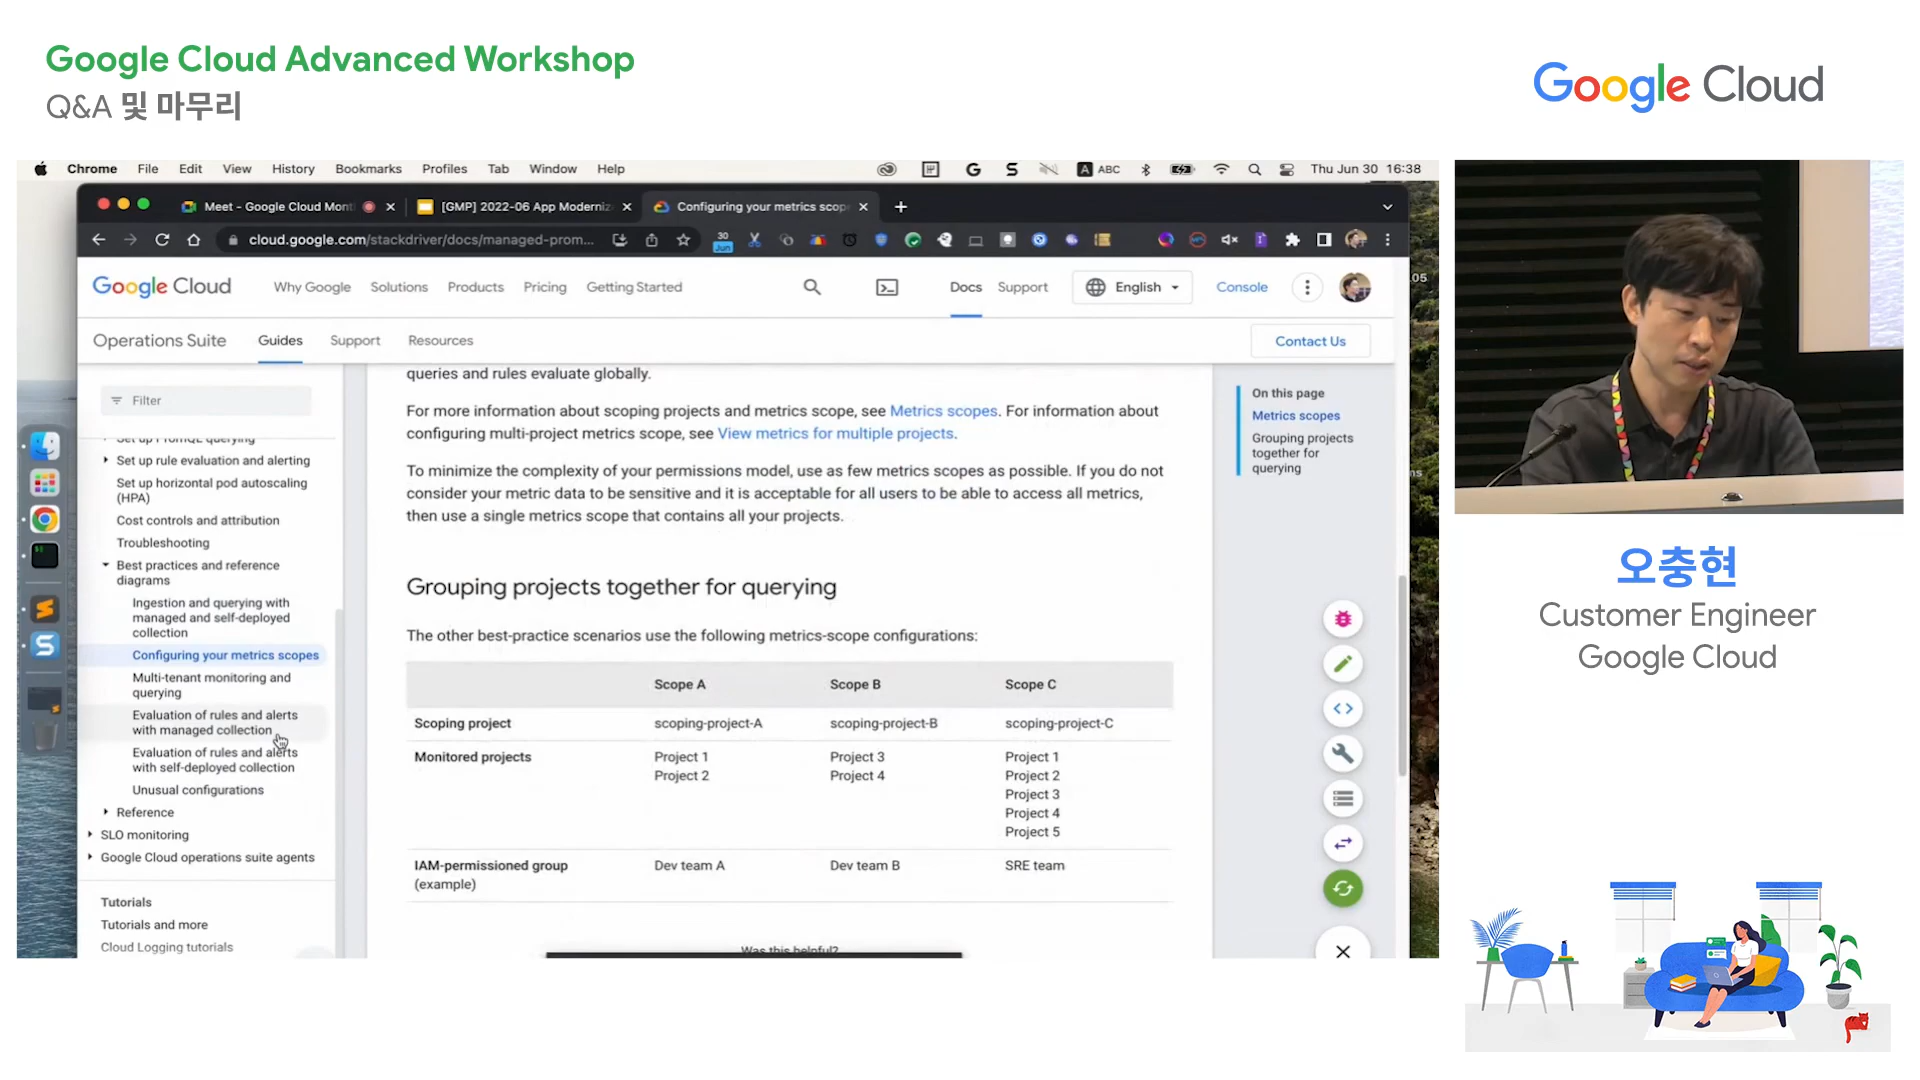 Google Cloud Advanced Workshop
Q&A 및 마무리
Google Cloud
Chrome File Edit View History Bookmarks Profiles Tab Window Help
ABC
Thu Jun 30 16:38
Meet - Google Cloud Mont
[GMP] 2022-06 App Moderniz
Configuring your metrics scop
cloud.google.com/stackdriver/docs/managed-prom...
30
Jun
Google Cloud
Why Google Solutions Products Pricing Getting Started
Docs Support
English
Console
Operations Suite
Guides Support Resources
Contact Us
Filter
Set up PromQL querying
Set up rule evaluation and alerting
Set up horizontal pod autoscaling
(HPA)
Cost controls and attribution
Troubleshooting
Best practices and reference
diagrams
Ingestion and querying with
managed and self-deployed
collection
Configuring your metrics scopes
Multi-tenant monitoring and
querying
Evaluation of rules and alerts
with managed collection
Evaluation of rules and alerts
with self-deployed collection
Unusual configurations
Reference
SLO monitoring
Google Cloud operations suite agents
Tutorials
Tutorials and more
Cloud Logging tutorials
queries and rules evaluate globally.
For more information about scoping projects and metrics scope, see Metrics scopes. For information about
configuring multi-project metrics scope, see View metrics for multiple projects.
To minimize the complexity of your permissions model, use as few metrics scopes as possible. If you do not
consider your metric data to be sensitive and it is acceptable for all users to be able to access all metrics,
then use a single metrics scope that contains all your projects.
Grouping projects together for querying
The other best-practice scenarios use the following metrics-scope configurations:
Scope A Scope B Scope C
Scoping project scoping-project-A scoping-project-B scoping-project-C
Monitored projects Project 1 Project 3 Project 1
Project 2 Project 4 Project 2
Project 3
Project 4
Project 5
IAM-permissioned group Dev team A Dev team B SRE team
(example)
Was this helpful?
On this page
Metrics scopes
Grouping projects
together for
querying
오충현
Customer Engineer
Google Cloud